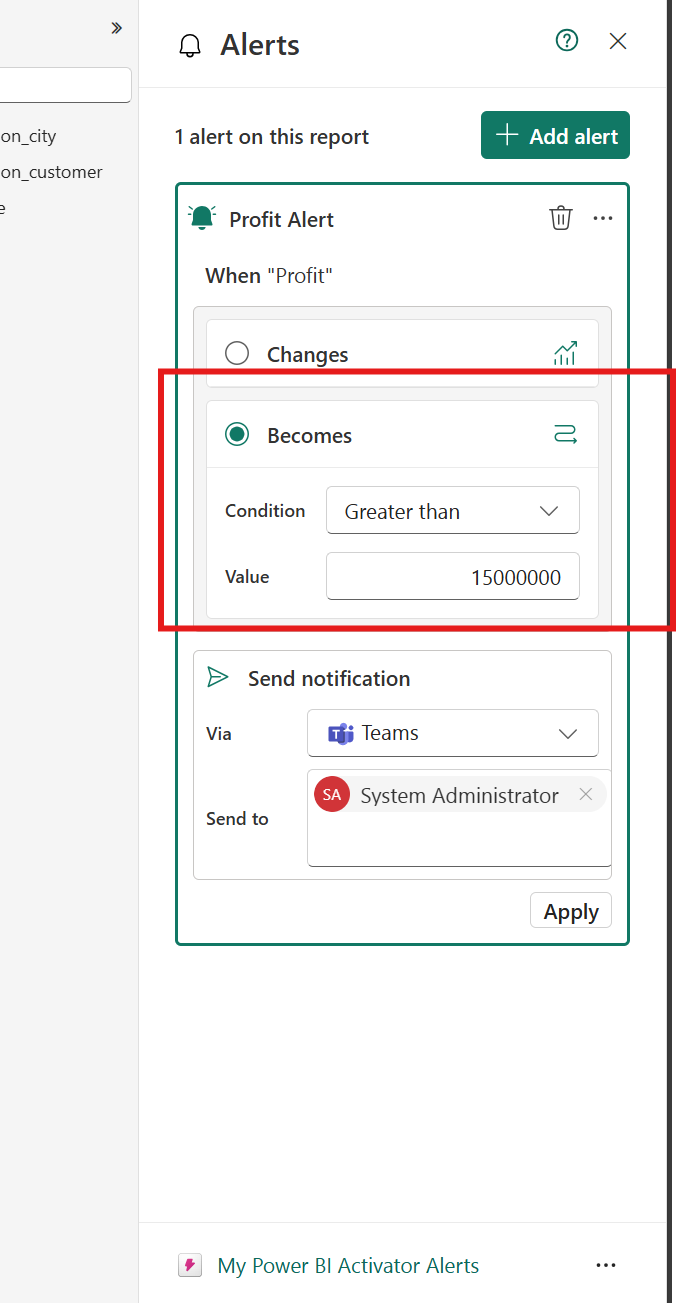 Alerts
on_city
on_customer
e
1 alert on this report
Add alert
Profit Alert
When "Profit"
Changes
Becomes
Condition
Greater than
Value
15000000
Send notification
Via
Teams
Send to
SA System Administrator
Apply
My Power BI Activator Alerts